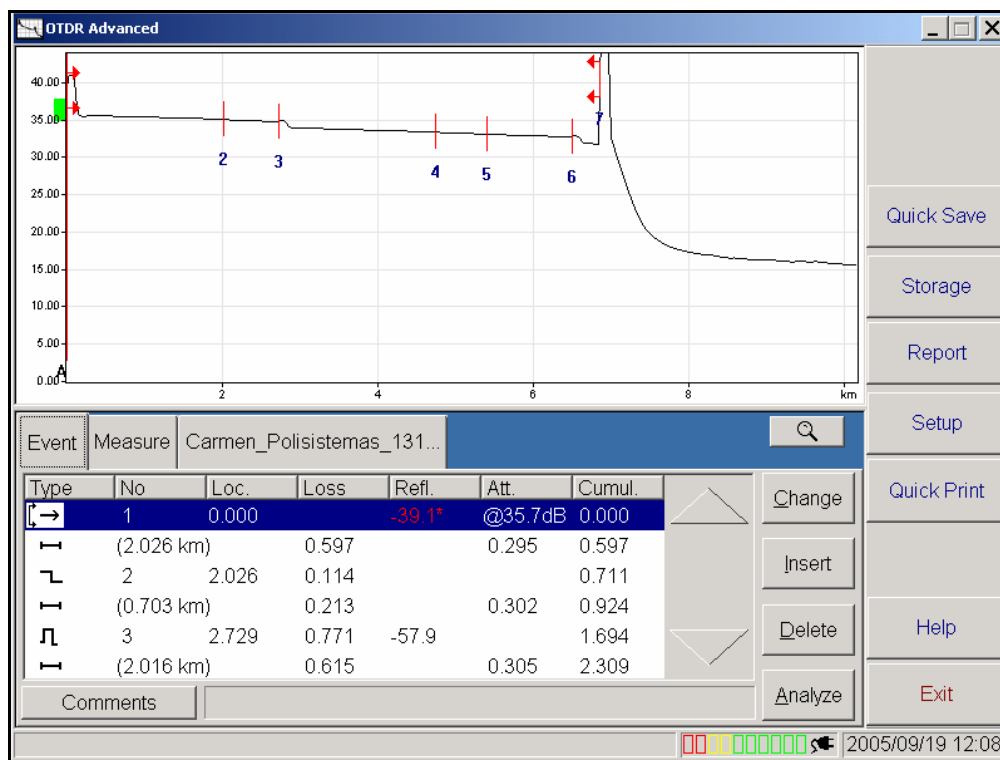 OTDR Advanced
40.00
35.00
30.00
25.00
20.00
15.00
10.00
5.00
0.00
A
2 3 4 5 6 7
2 4 6 8 km
Quick Save
Storage
Report
Setup
Quick Print
Help
Exit
Event Measure Carmen_Polisistemas_131...
Type No Loc. Loss Refl. Att. Cumul.
1 0.000 -39.1* @35.7dB 0.000
(2.026 km) 0.597 0.295 0.597
2 2.026 0.114 0.711
(0.703 km) 0.213 0.302 0.924
3 2.729 0.771 -57.9 1.694
(2.016 km) 0.615 0.305 2.309
Change
Insert
Delete
Analyze
Comments
2005/09/19 12:08